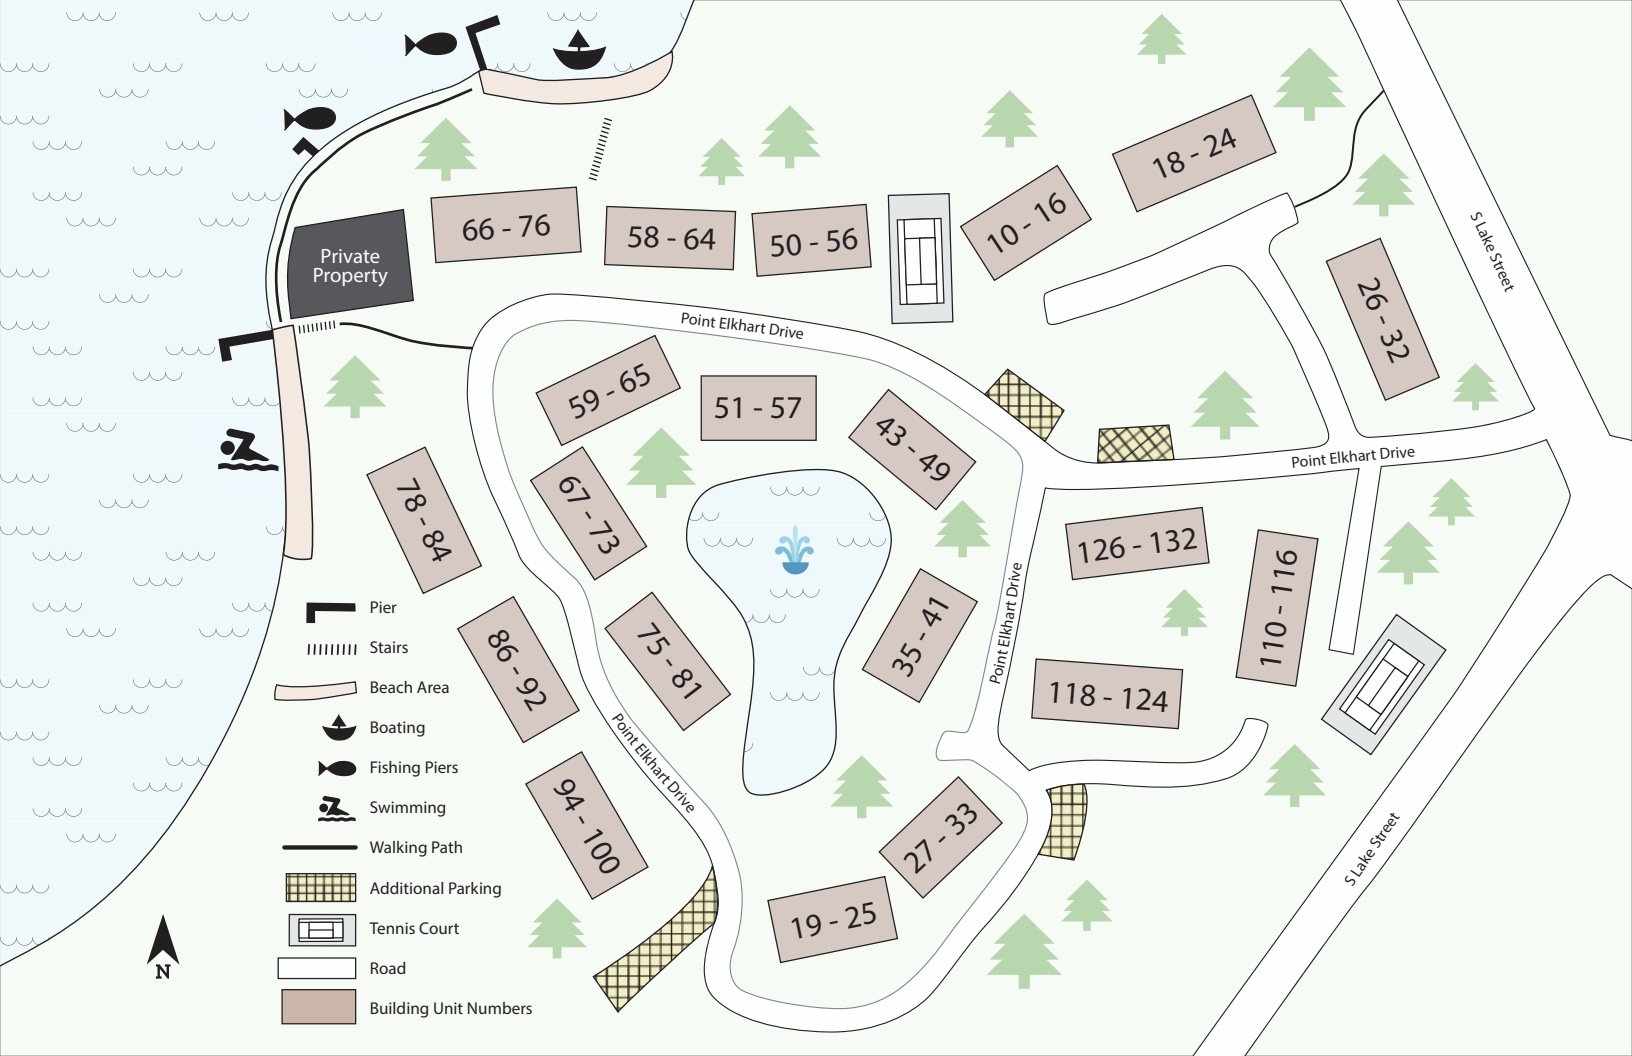 18 - 24
10 - 16
S Lake Street
66 - 76
58 - 64
50 - 56
Private
Property
26 - 32
Point Elkhart Drive
59 - 65
51 - 57
43 - 49
Point Elkhart Drive
78 - 84
67 - 73
126 - 132
110 - 116
35 - 41
Point Elkhart Drive
86 - 92
75 - 81
118 - 124
Point Elkhart Drive
94 - 100
27 - 33
19 - 25
S Lake Street
Pier
Stairs
Beach Area
Boating
Fishing Piers
Swimming
Walking Path
Additional Parking
Tennis Court
Road
Building Unit Numbers
N